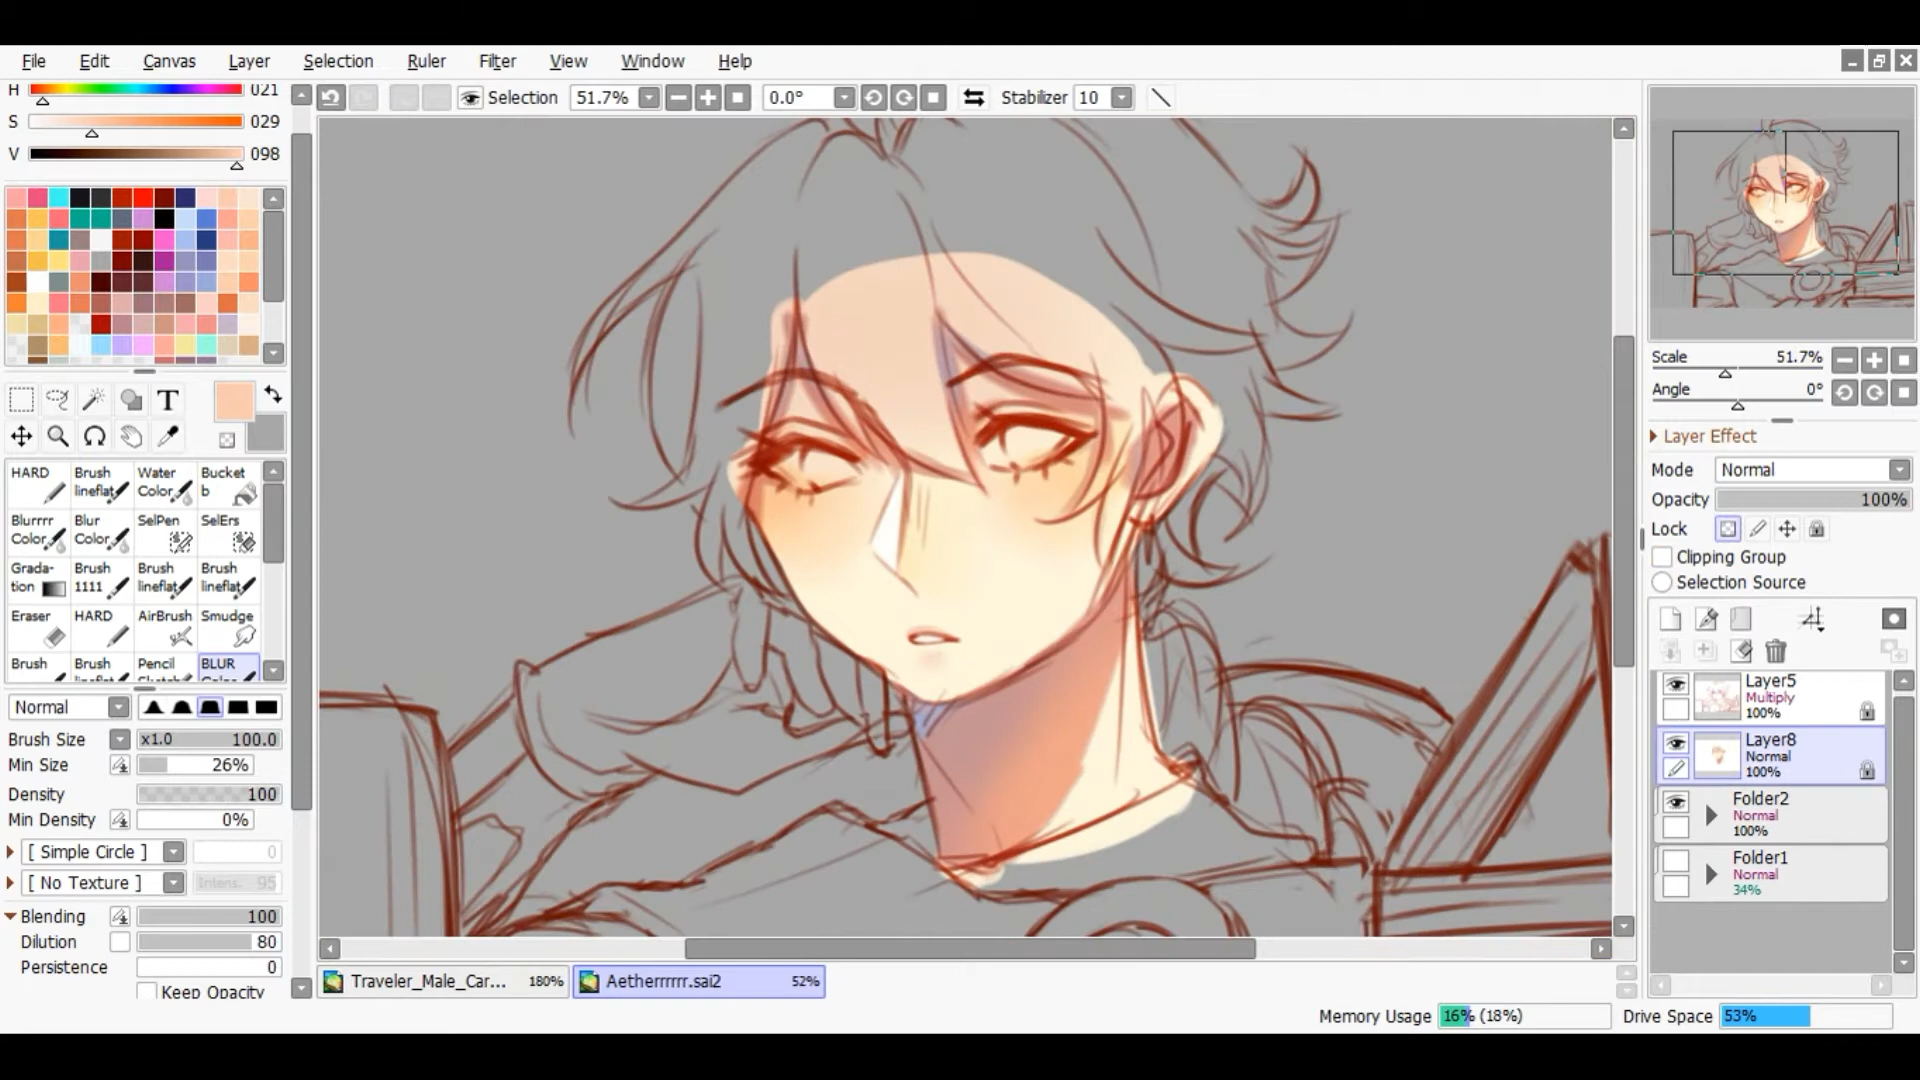 File Edit Canvas Layer Selection Ruler Filter View Window Help
H 021
S 029
V 098
Selection 51.7% 0.0° Stabilizer 10
T
HARD Brush lineflat Water Color Bucket b
Blurrrr Color Blur Color SelPen SelErs
Grada-tion Brush 1111 Brush lineflat Brush lineflat
Eraser HARD AirBrush Smudge
Brush Brush Pencil BLUR
Normal
Brush Size x1.0 100.0
Min Size 26%
Density 100
Min Density 0%
[ Simple Circle ] 0
[ No Texture ] Intens. 95
Blending 100
Dilution 80
Persistence 0
Keep Opacity
Traveler_Male_Car... 180% Aetherrrrrr.sai2 52%
Memory Usage 16% (18%) Drive Space 53%
Scale 51.7%
Angle 0°
Layer Effect
Mode Normal
Opacity 100%
Lock
Clipping Group
Selection Source
Layer5
Multiply
100%
Layer8
Normal
100%
Folder2
Normal
100%
Folder1
Normal
34%